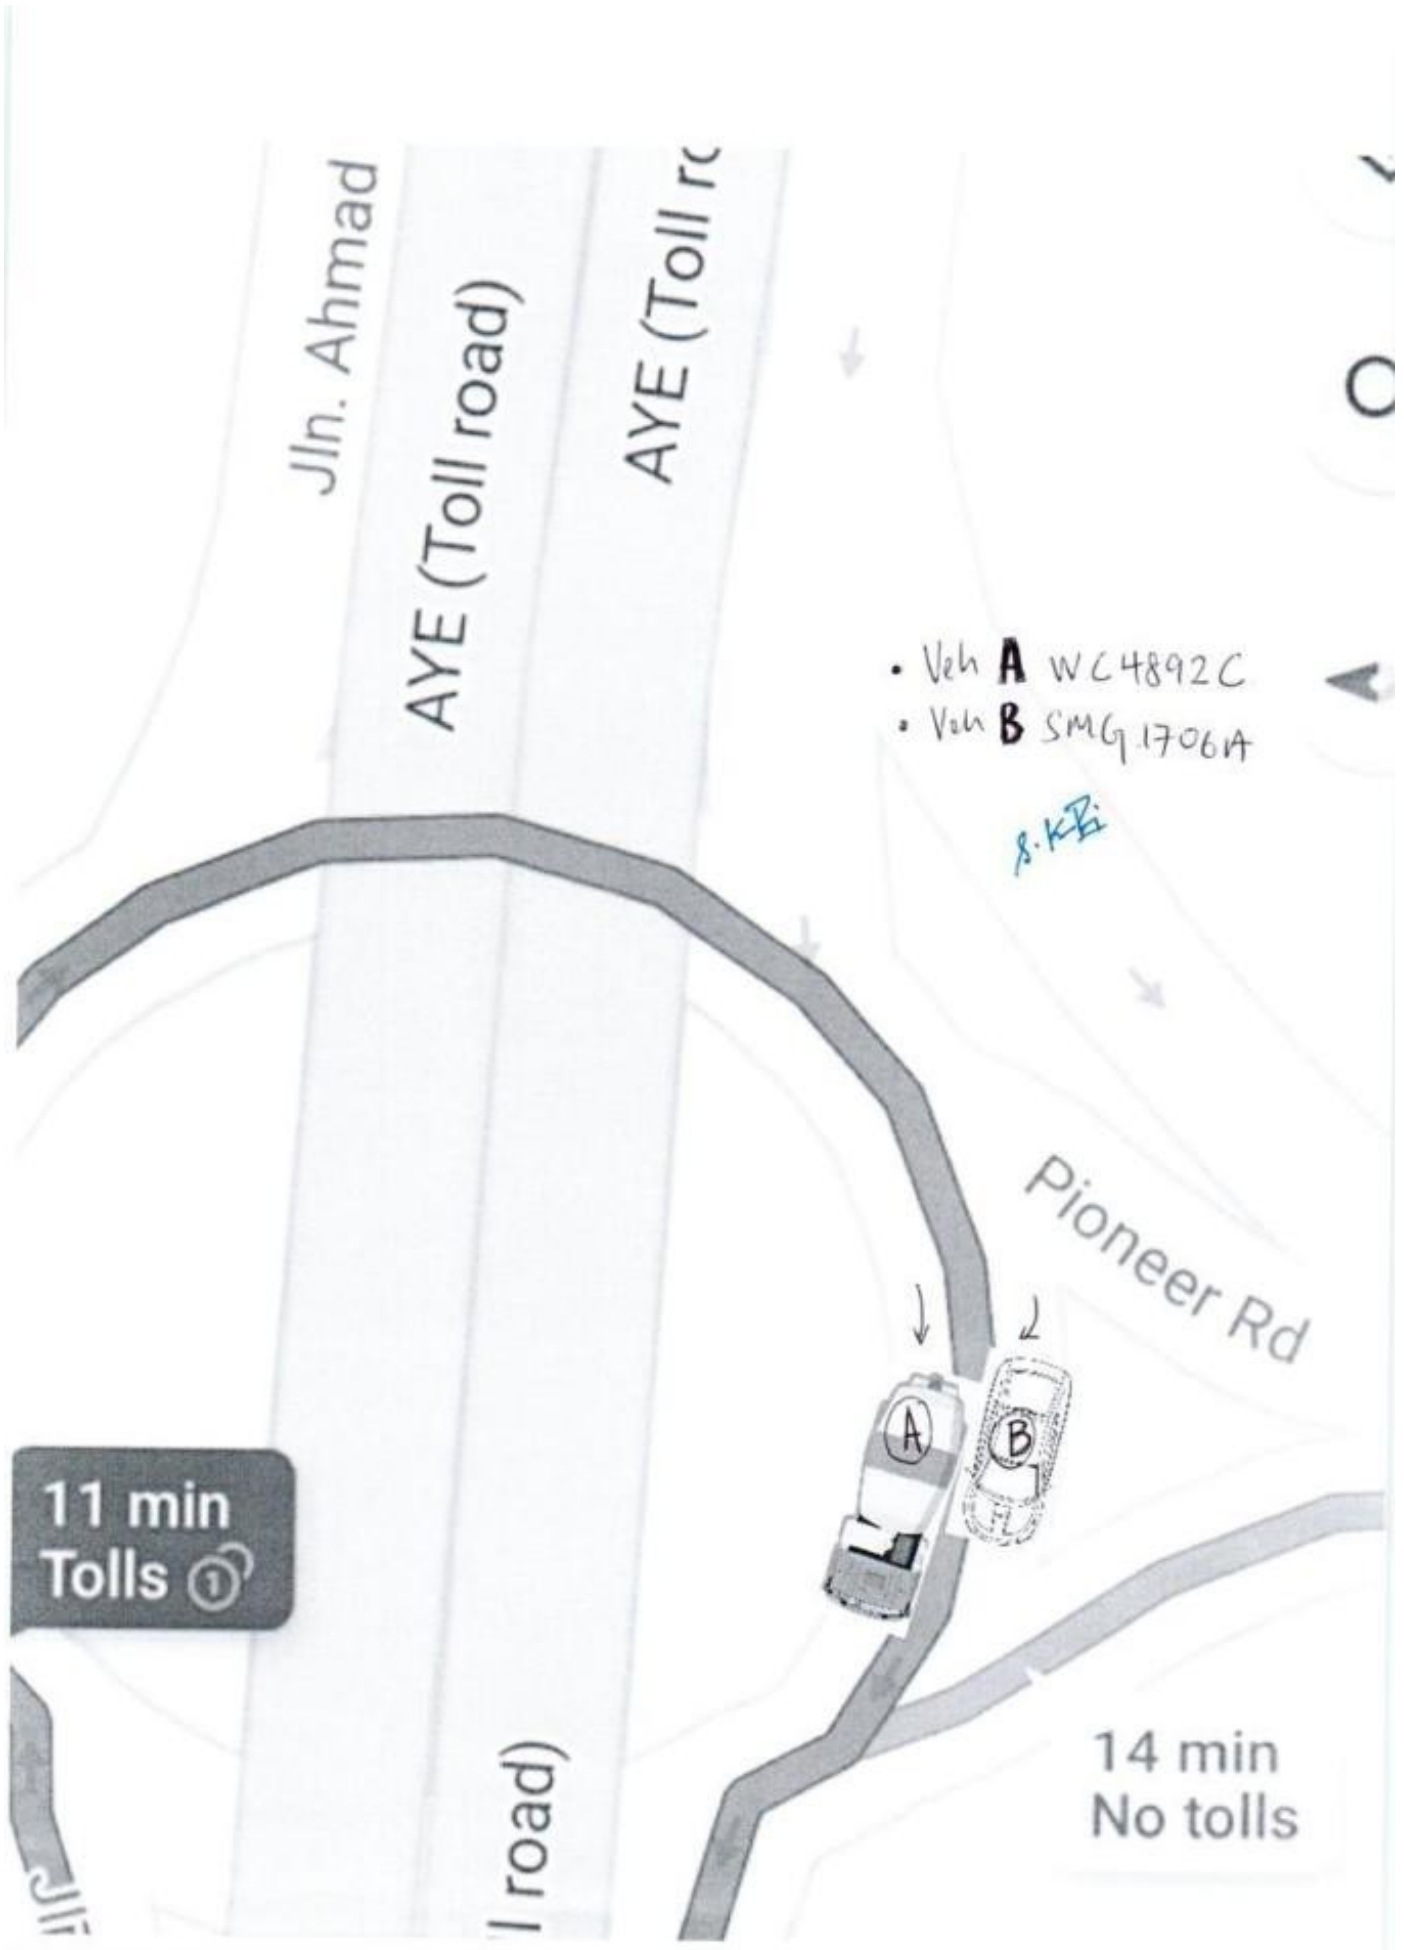 Jln. Ahmad
AYE (Toll road)
AYE (Toll ro
• Veh A WC4892C
• Veh B SMG1706A
Pioneer Rd
A
B
11 min
Tolls
14 min
No tolls
l road)
Jln